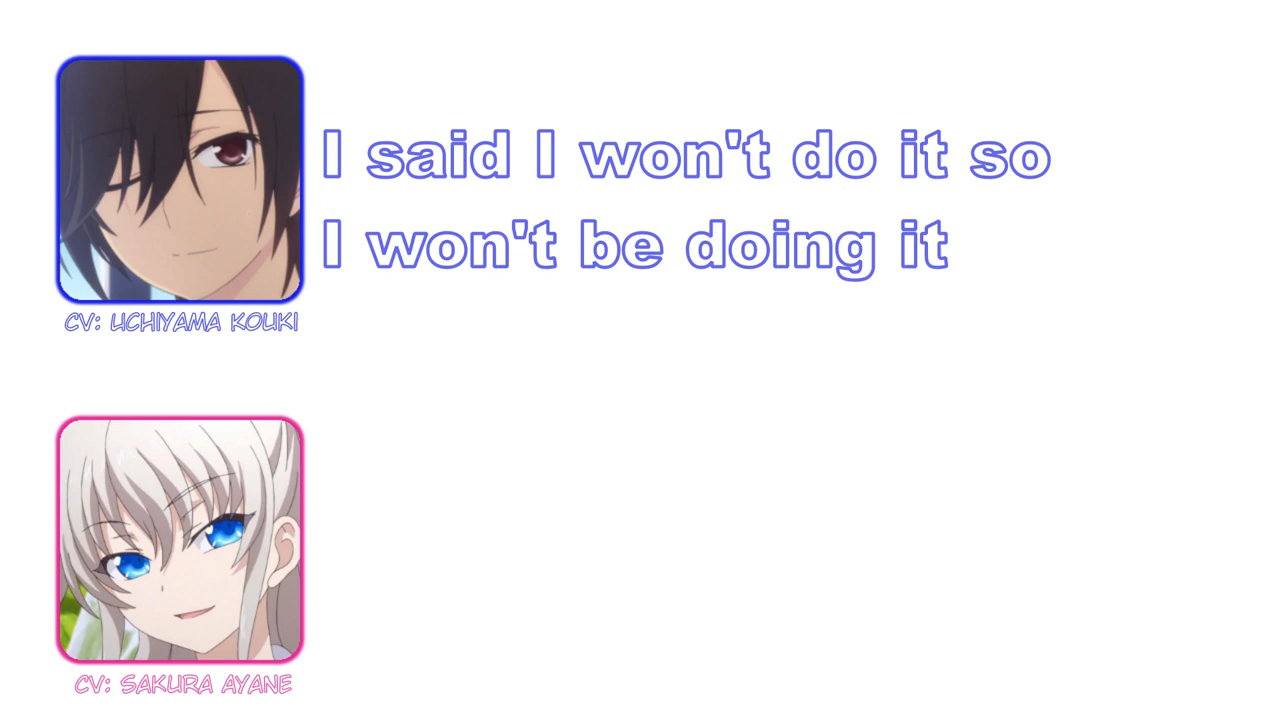 I said I won't do it so
I won't be doing it
CV: UCHIYAMA KOUKI
CV: SAKURA AYANE